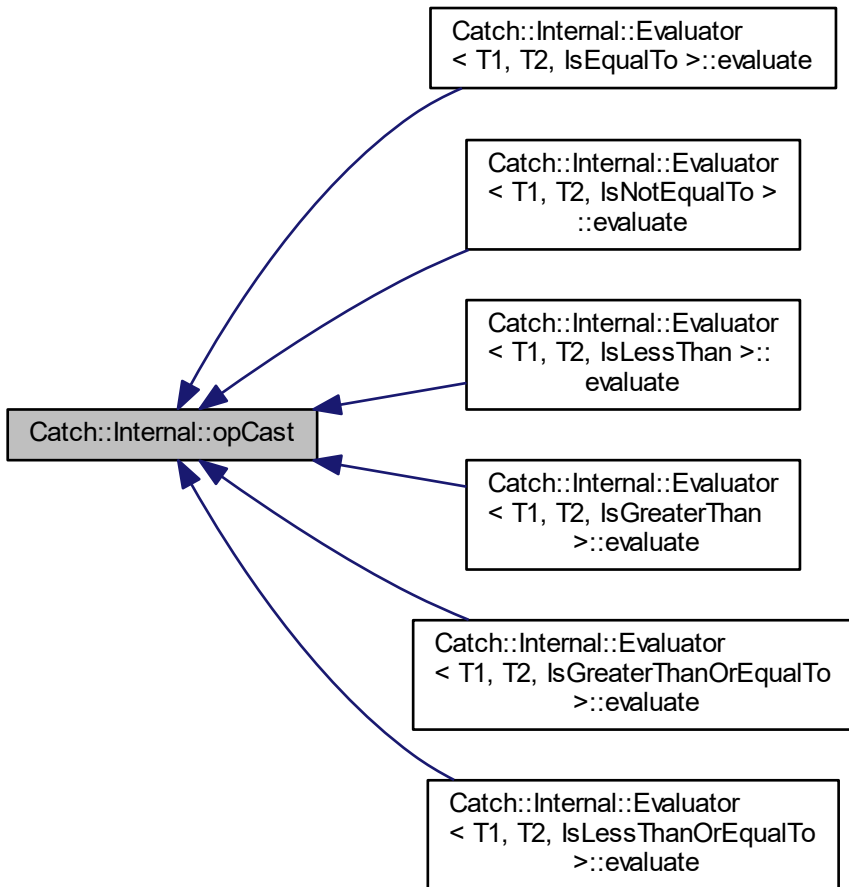 Catch::Internal::Evaluator
< T1, T2, IsEqualTo >::evaluate
Catch::Internal::Evaluator
< T1, T2, IsNotEqualTo >
::evaluate
Catch::Internal::Evaluator
< T1, T2, IsLessThan >::
evaluate
Catch::Internal::opCast
Catch::Internal::Evaluator
< T1, T2, IsGreaterThan
>::evaluate
Catch::Internal::Evaluator
< T1, T2, IsGreaterThanOrEqualTo
>::evaluate
Catch::Internal::Evaluator
< T1, T2, IsLessThanOrEqualTo
>::evaluate